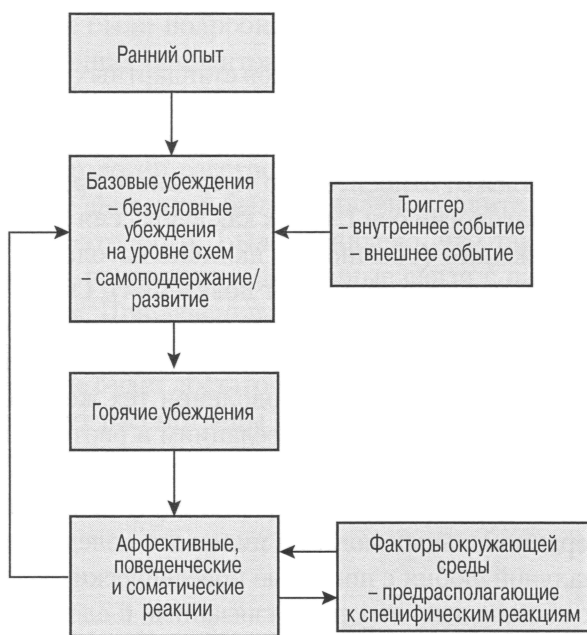 Ранний опыт
Базовые убеждения
– безусловные
убеждения
на уровне схем
– самоподдержание/
развитие
Триггер
– внутреннее событие
– внешнее событие
Горячие убеждения
Аффективные,
поведенческие
и соматические
реакции
Факторы окружающей
среды
– предрасполагающие
к специфическим реакциям